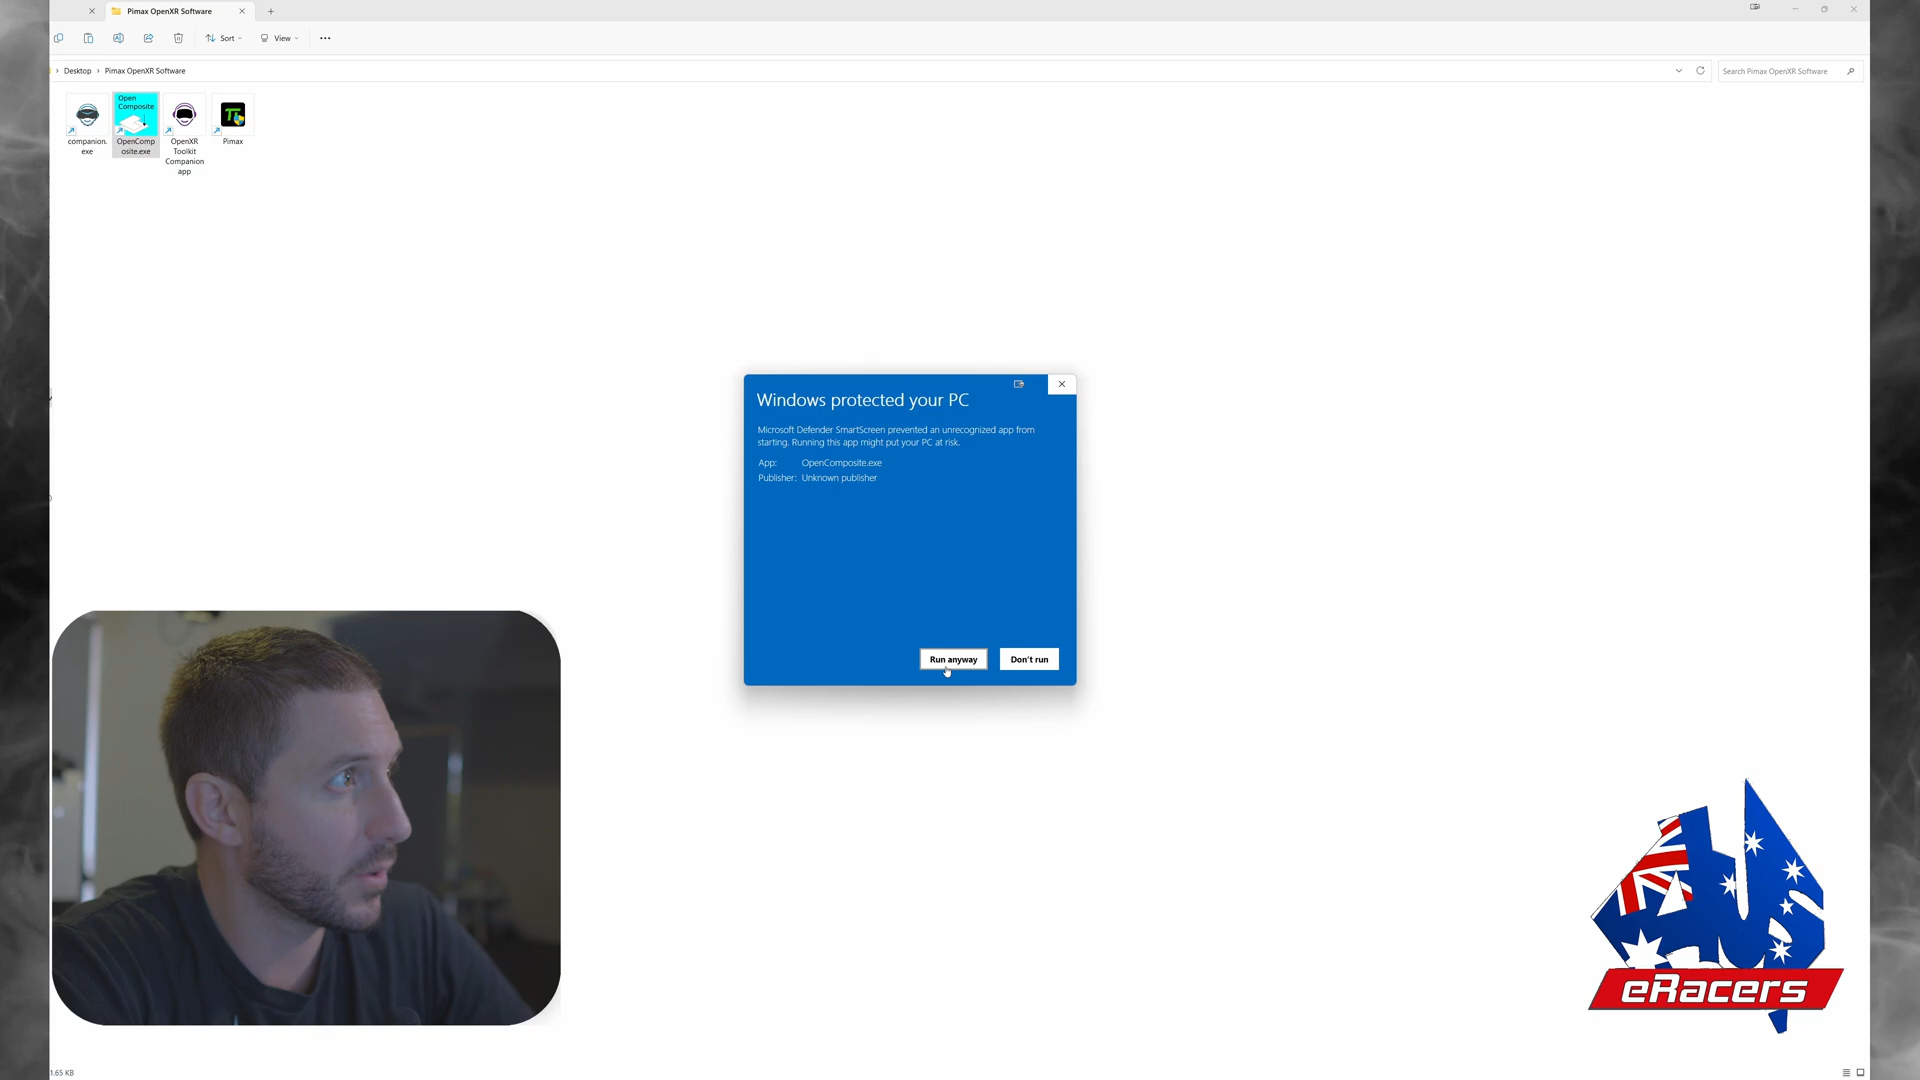 Pimax OpenXR Software
Sort
View
Desktop > Pimax OpenXR Software
Search Pimax OpenXR Software
Open
Composite
companion.
exe
OpenComp
osite.exe
OpenXR
Toolkit
Companion
app
Pimax
Windows protected your PC
Microsoft Defender SmartScreen prevented an unrecognized app from
starting. Running this app might put your PC at risk.
App: OpenComposite.exe
Publisher: Unknown publisher
Run anyway
Don't run
eRacers
1.65 KB